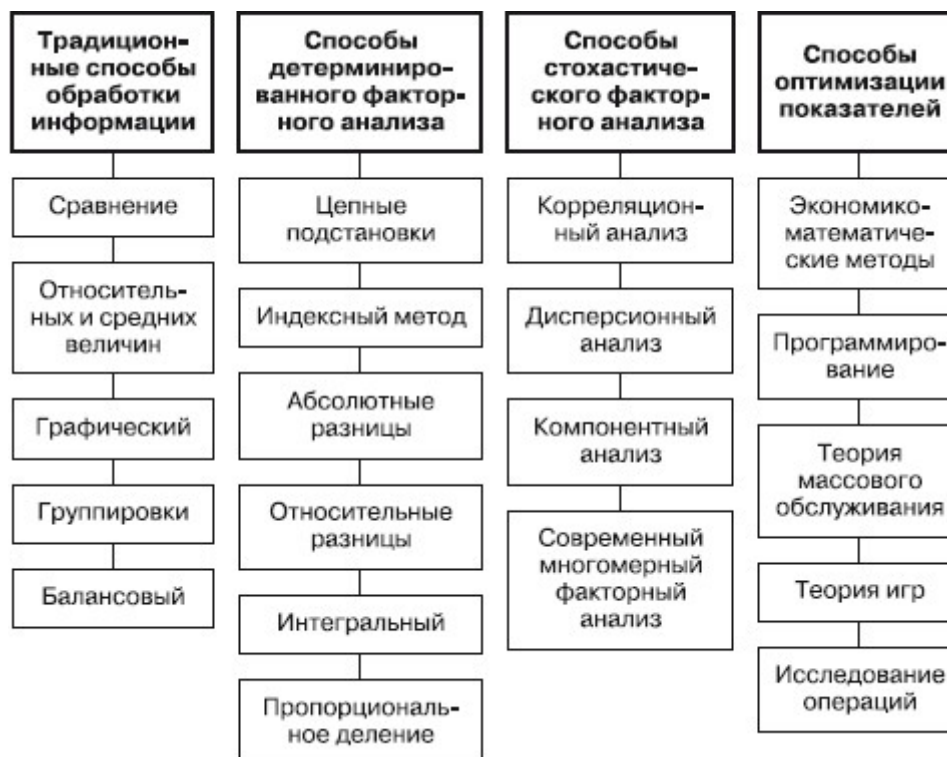 Традицион-
ные способы
обработки
информации
Сравнение
Относитель-
ных и средних
величин
Графический
Группировки
Балансовый
Способы
детерминиро-
ванного фактор-
ного анализа
Цепные
подстановки
Индексный метод
Абсолютные
разницы
Относительные
разницы
Интегральный
Пропорциональ-
ное деление
Способы
стохастиче-
ского фактор-
ного анализа
Корреляцион-
ный анализ
Дисперсионный
анализ
Компонентный
анализ
Современный
многомерный
факторный
анализ
Способы
оптимизации
показателей
Экономико-
математиче-
ские методы
Программиро-
вание
Теория
массового
обслуживания
Теория игр
Исследование
операций